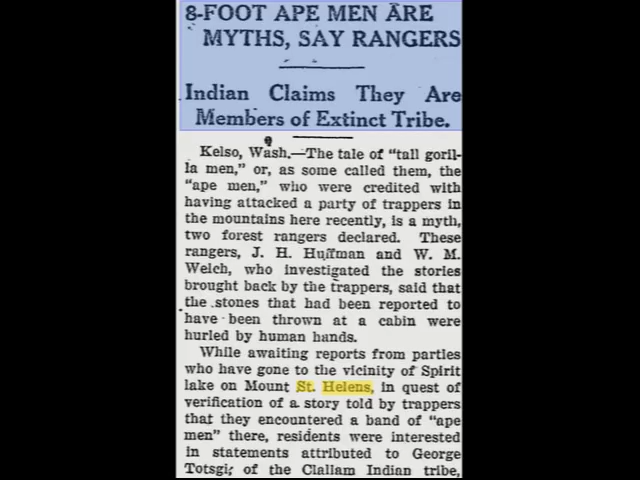 8-FOOT APE MEN ARE
MYTHS, SAY RANGERS
Indian Claims They Are
Members of Extinct Tribe.
Kelso, Wash.—The tale of "tall goril-
la men," or, as some called them, the
"ape men," who were credited with
having attacked a party of trappers in
the mountains here recently, is a myth,
two forest rangers declared. These
rangers, J. H. Huffman and W. M.
Welch, who investigated the stories
brought back by the trappers, said that
the stones that had been reported to
have been thrown at a cabin were
hurled by human hands.
While awaiting reports from parties
who have gone to the vicinity of Spirit
lake on Mount St. Helens, in quest of
verification of a story told by trappers
that they encountered a band of "ape
men" there, residents were interested
in statements attributed to George
Totsgi, of the Clallam Indian tribe,